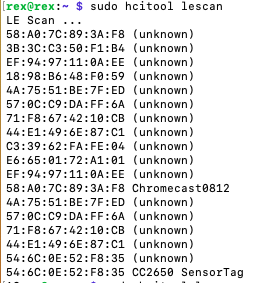 rex@rex:~ $ sudo hcitool lescan
LE Scan ...
58:A0:7C:89:3A:F8 (unknown)
3B:3C:C3:50:F1:B4 (unknown)
EF:94:97:11:0A:EE (unknown)
18:98:B6:48:F0:59 (unknown)
4A:75:51:BE:7F:ED (unknown)
57:0C:C9:DA:FF:6A (unknown)
71:F8:67:42:10:CB (unknown)
44:E1:49:6E:87:C1 (unknown)
C3:39:62:FA:FE:04 (unknown)
E6:65:01:72:A1:01 (unknown)
EF:94:97:11:0A:EE (unknown)
58:A0:7C:89:3A:F8 Chromecast0812
4A:75:51:BE:7F:ED (unknown)
57:0C:C9:DA:FF:6A (unknown)
71:F8:67:42:10:CB (unknown)
44:E1:49:6E:87:C1 (unknown)
54:6C:0E:52:F8:35 (unknown)
54:6C:0E:52:F8:35 CC2650 SensorTag